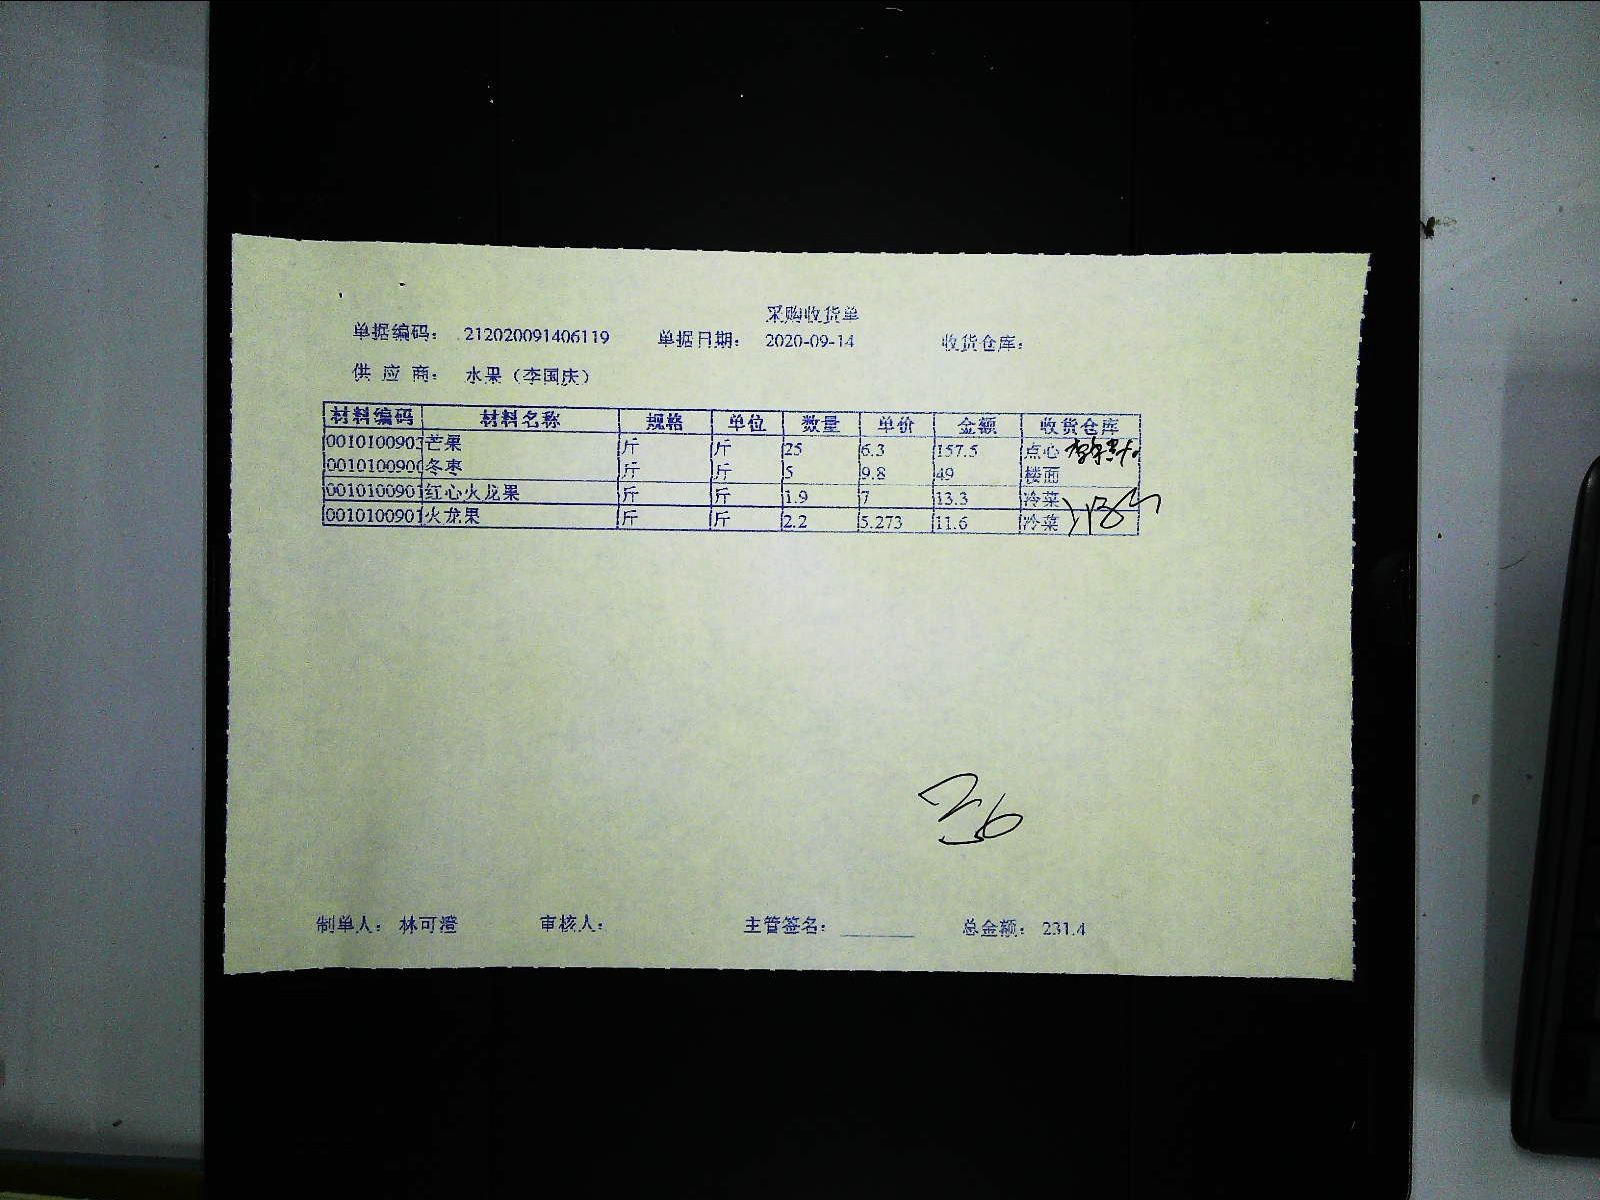 采购收货单
单据编码： 212020091406119 单据日期： 2020-09-14 收货仓库：
供 应 商： 水果（李国庆）
材料编码 材料名称 规格 单位 数量 单价 金额 收货仓库
0010100903 芒果 斤 斤 25 6.3 157.5 点心
0010100900 冬枣 斤 斤 5 9.8 49 楼面
0010100901 红心火龙果 斤 斤 1.9 7 13.3 冷菜
0010100901 火龙果 斤 斤 2.2 5.273 11.6 冷菜
制单人： 林可澄 审核人： 主管签名： 总金额： 231.4